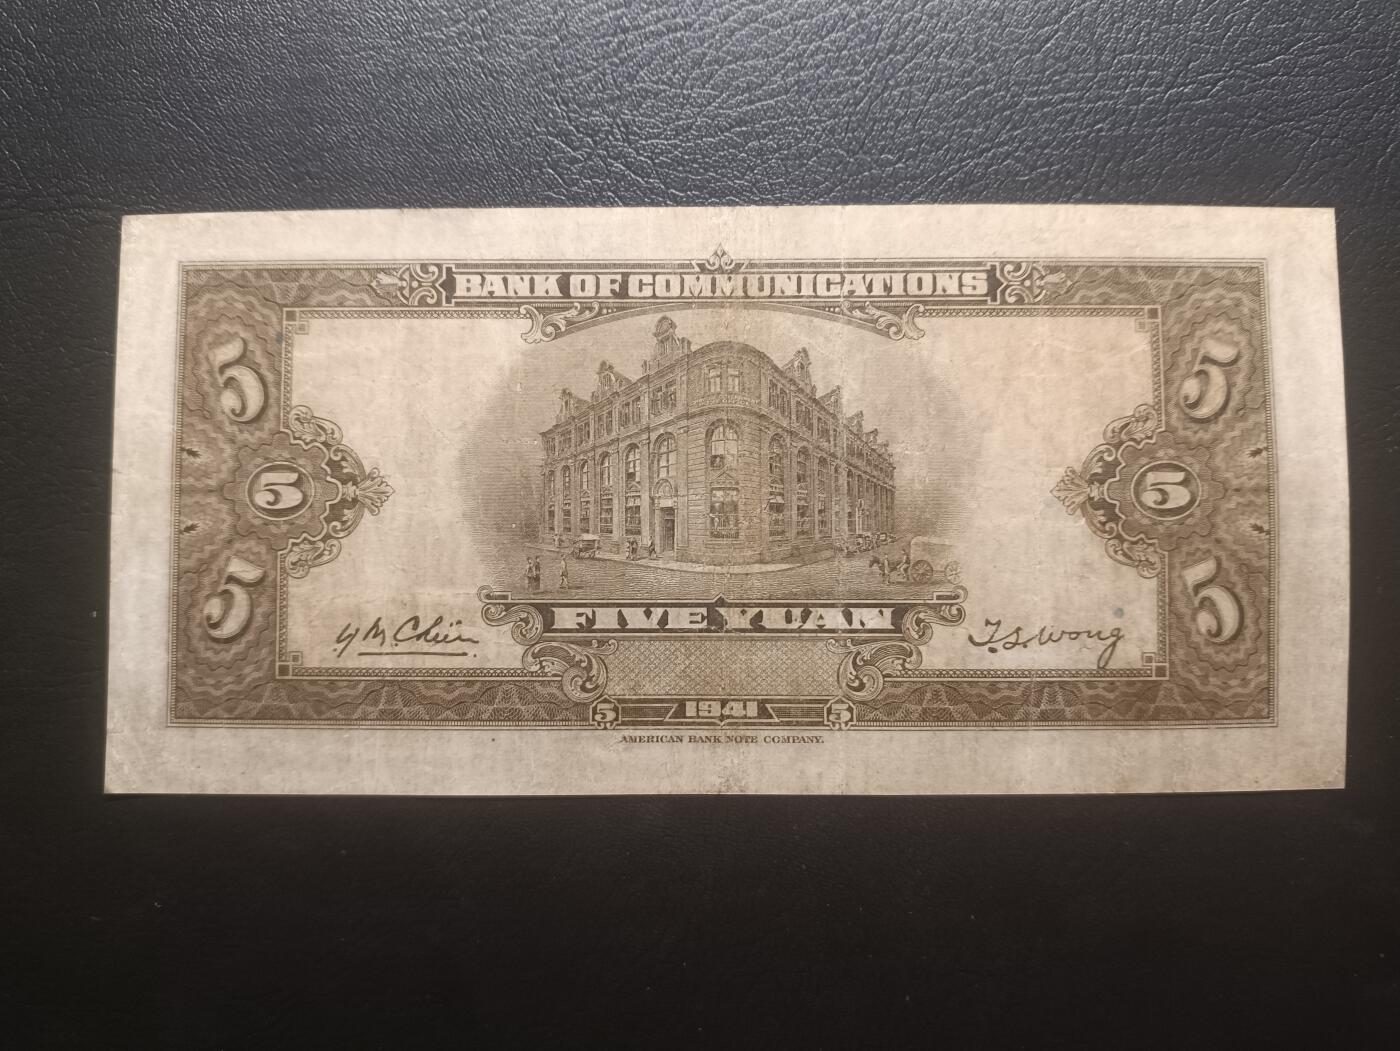 BANK OF COMMUNICATIONS
5 5
5 5
5 5
FIVE YUAN
Y M Chien T. S. Wong
5 1941 5
AMERICAN BANK NOTE COMPANY.